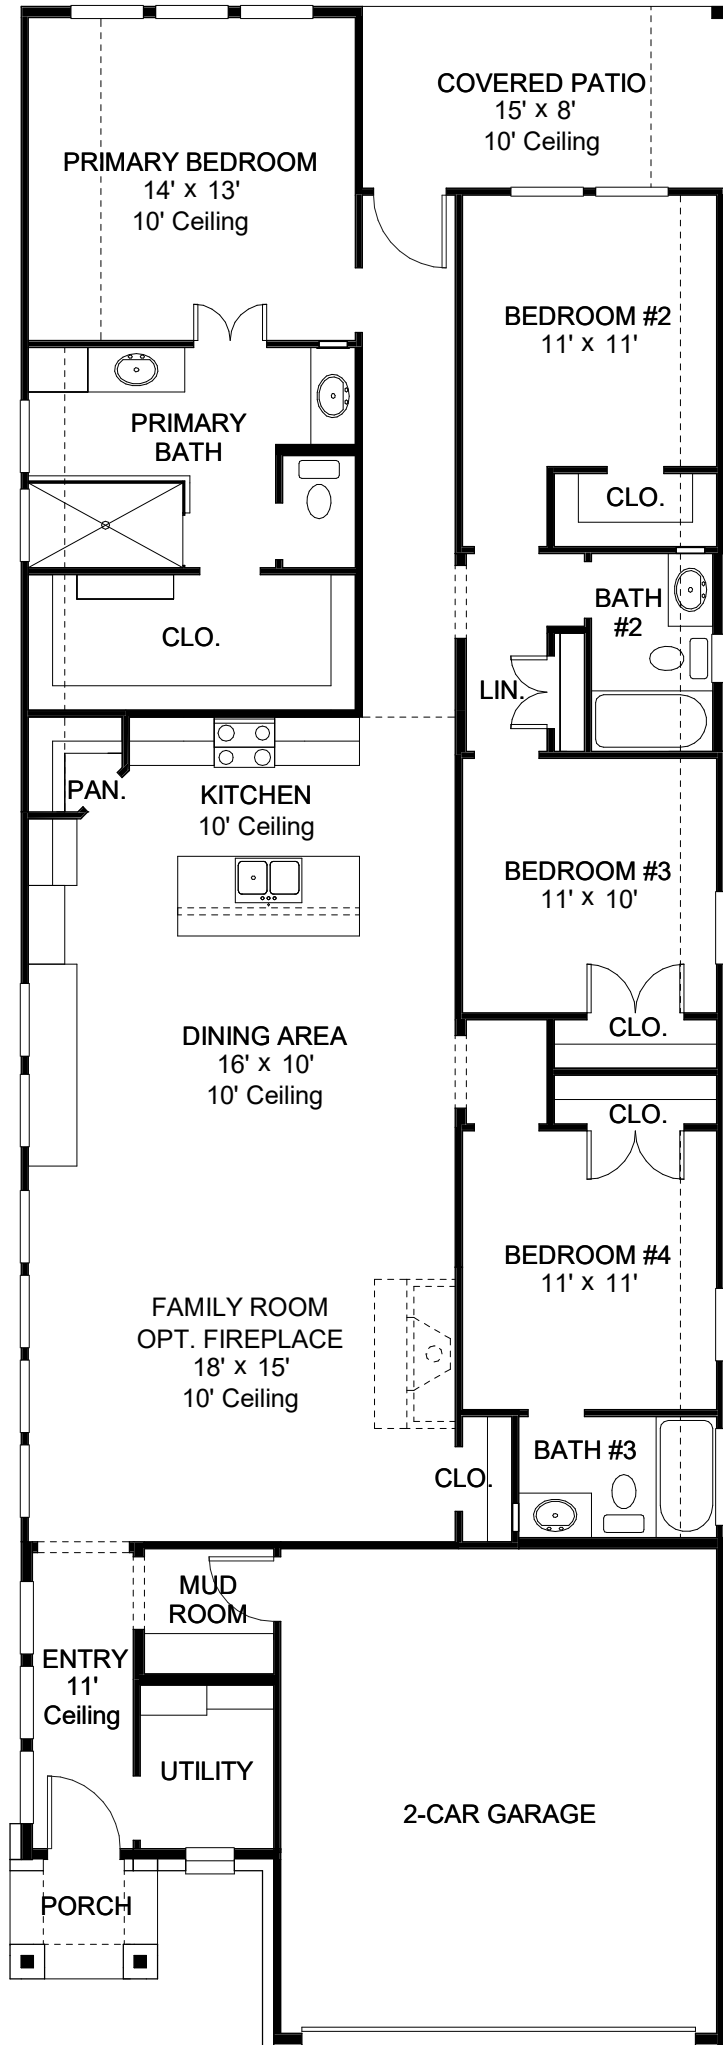 COVERED PATIO
15' x 8'
10' Ceiling
PRIMARY BEDROOM
14' x 13'
10' Ceiling
BEDROOM #2
11' x 11'
PRIMARY
BATH
CLO.
BATH
#2
CLO.
LIN.
PAN.
KITCHEN
10' Ceiling
BEDROOM #3
11' x 10'
DINING AREA
16' x 10'
10' Ceiling
CLO.
CLO.
BEDROOM #4
11' x 11'
FAMILY ROOM
OPT. FIREPLACE
18' x 15'
10' Ceiling
BATH #3
CLO.
MUD
ROOM
ENTRY
11'
Ceiling
UTILITY
2-CAR GARAGE
PORCH